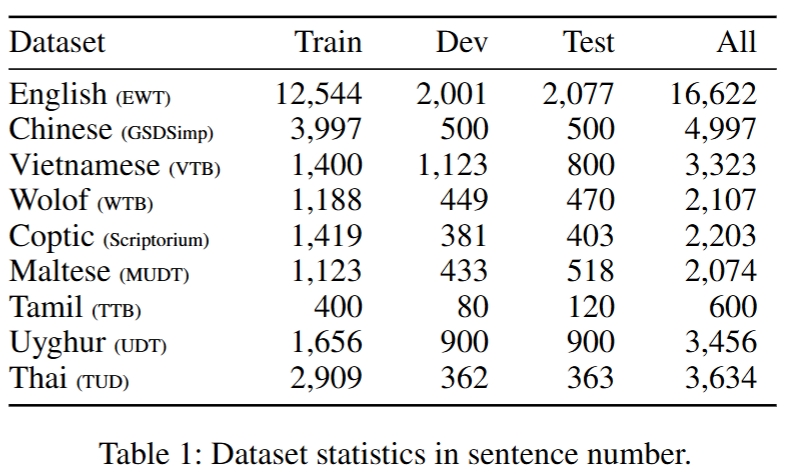 Dataset Train Dev Test All
English (EWT) 12,544 2,001 2,077 16,622
Chinese (GSDSimp) 3,997 500 500 4,997
Vietnamese (VTB) 1,400 1,123 800 3,323
Wolof (WTB) 1,188 449 470 2,107
Coptic (Scriptorium) 1,419 381 403 2,203
Maltese (MUDT) 1,123 433 518 2,074
Tamil (TTB) 400 80 120 600
Uyghur (UDT) 1,656 900 900 3,456
Thai (TUD) 2,909 362 363 3,634
Table 1: Dataset statistics in sentence number.